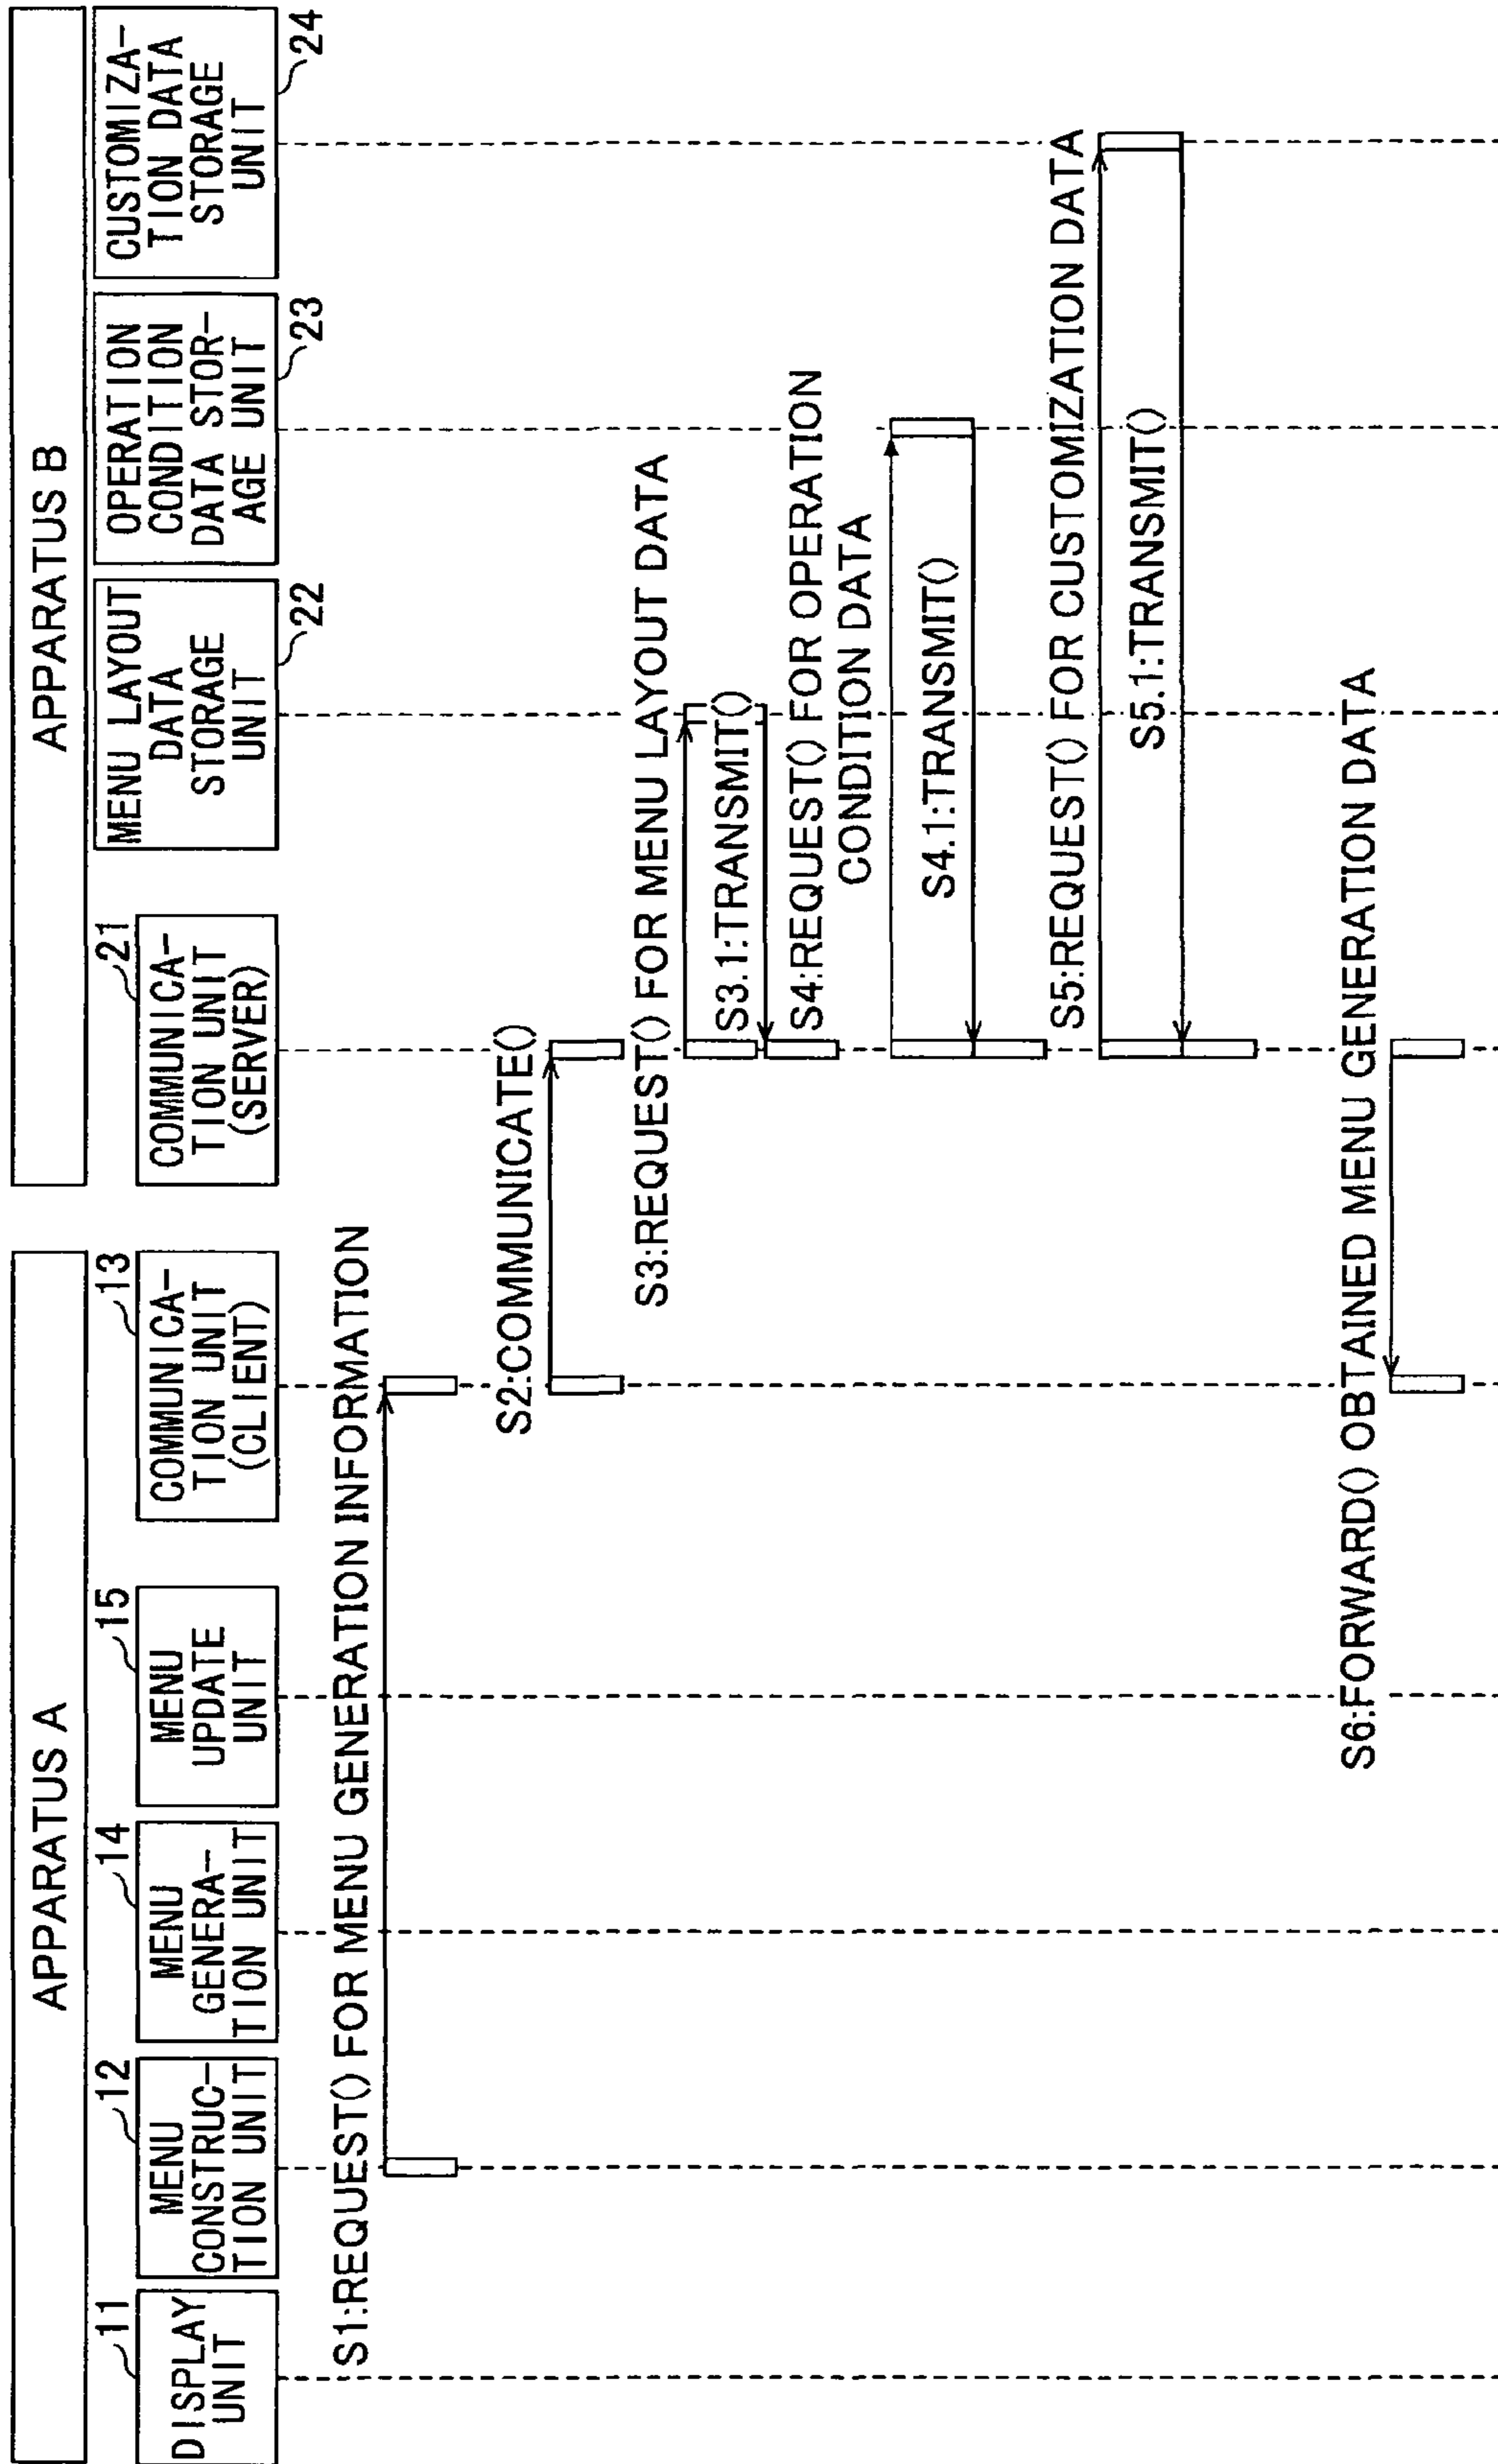 APPARATUS A
APPARATUS B
11
DISPLAY
UNIT
12
MENU
CONSTRUC-
TION UNIT
14
MENU
GENERA-
TION UNIT
15
MENU
UPDATE
UNIT
13
COMMUNICA-
TION UNIT
(CLIENT)
21
COMMUNICA-
TION UNIT
(SERVER)
MENU LAYOUT
DATA
STORAGE
UNIT
22
OPERATION
CONDITION
DATA STOR-
AGE UNIT
23
CUSTOMIZA-
TION DATA
STORAGE
UNIT
24
S1:REQUEST() FOR MENU GENERATION INFORMATION
S2:COMMUNICATE()
S3:REQUEST() FOR MENU LAYOUT DATA
S3.1:TRANSMIT()
S4:REQUEST() FOR OPERATION
CONDITION DATA
S4.1:TRANSMIT()
S5:REQUEST() FOR CUSTOMIZATION DATA
S5.1:TRANSMIT()
S6:FORWARD() OBTAINED MENU GENERATION DATA